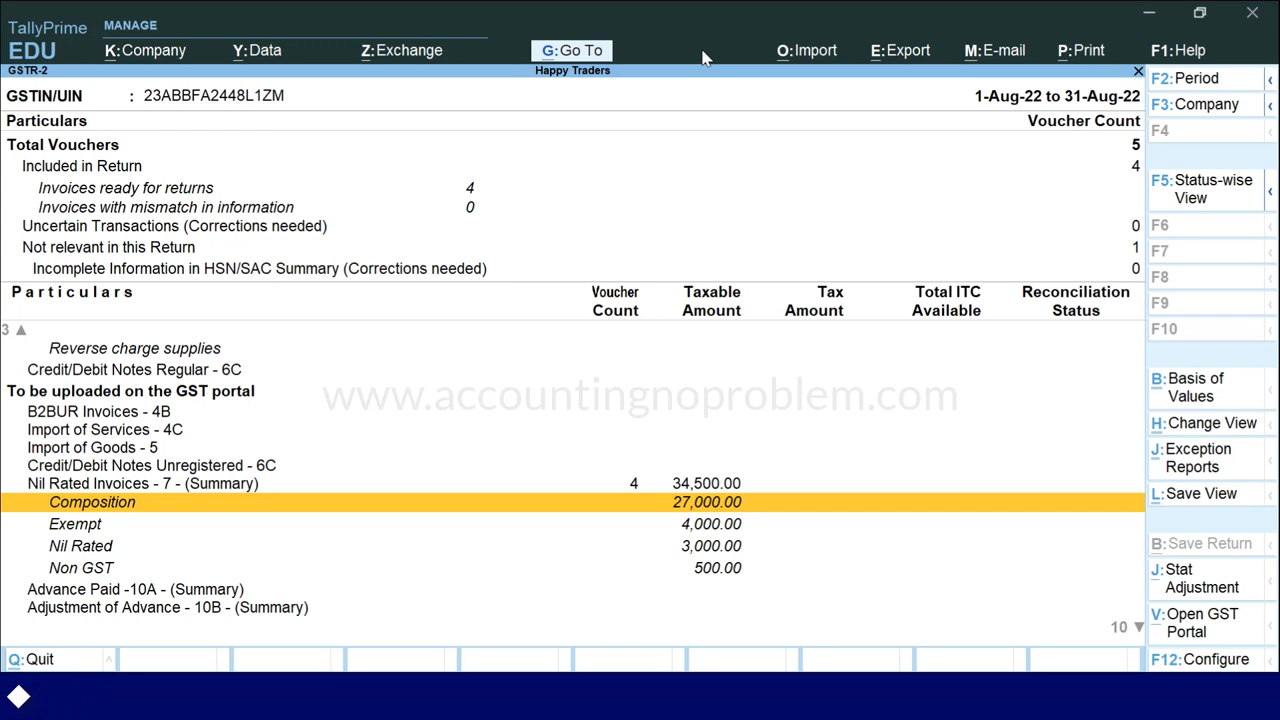 TallyPrime MANAGE
EDU K:Company Y:Data Z:Exchange G:Go To O:Import E:Export M:E-mail P:Print F1:Help
GSTR-2 Happy Traders
GSTIN/UIN : 23ABBFA2448L1ZM 1-Aug-22 to 31-Aug-22
Particulars Voucher Count
Total Vouchers 5
Included in Return 4
Invoices ready for returns 4
Invoices with mismatch in information 0
Uncertain Transactions (Corrections needed) 0
Not relevant in this Return 1
Incomplete Information in HSN/SAC Summary (Corrections needed) 0
Particulars Voucher Taxable Tax Total ITC Reconciliation
Count Amount Amount Available Status
3
Reverse charge supplies
Credit/Debit Notes Regular - 6C
To be uploaded on the GST portal
www.accountingnoproblem.com
B2BUR Invoices - 4B
Import of Services - 4C
Import of Goods - 5
Credit/Debit Notes Unregistered - 6C
Nil Rated Invoices - 7 - (Summary) 4 34,500.00
Composition 27,000.00
Exempt 4,000.00
Nil Rated 3,000.00
Non GST 500.00
Advance Paid -10A - (Summary)
Adjustment of Advance - 10B - (Summary)
10
F2:Period
F3:Company
F4
F5:Status-wise
View
F6
F7
F8
F9
F10
B:Basis of
Values
H:Change View
J:Exception
Reports
L:Save View
B:Save Return
J:Stat
Adjustment
V:Open GST
Portal
F12:Configure
Q:Quit